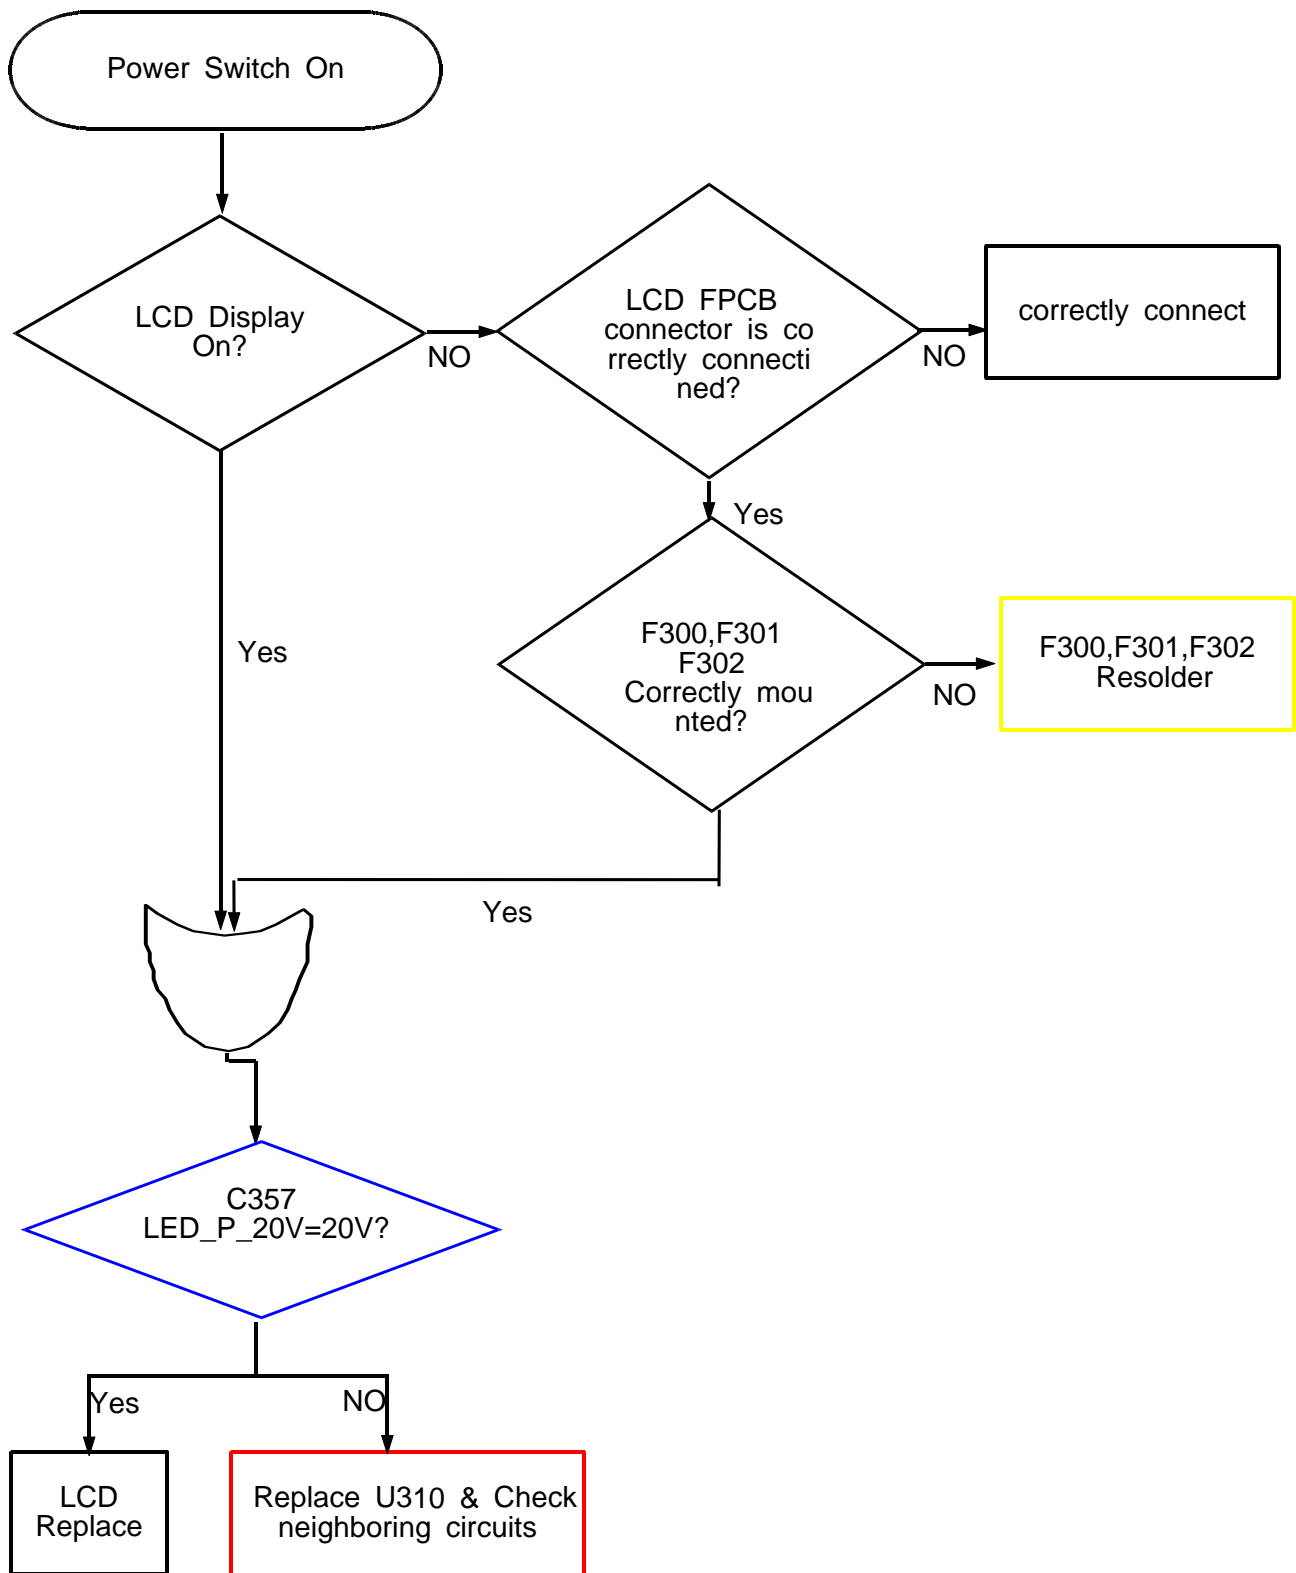 Power Switch On
LCD Display
On?
NO
LCD FPCB
connector is co
rrectly connecti
ned?
NO
correctly connect
Yes
Yes
F300,F301
F302
Correctly mou
nted?
NO
F300,F301,F302
Resolder
Yes
C357
LED_P_20V=20V?
Yes
NO
LCD
Replace
Replace U310 & Check
neighboring circuits